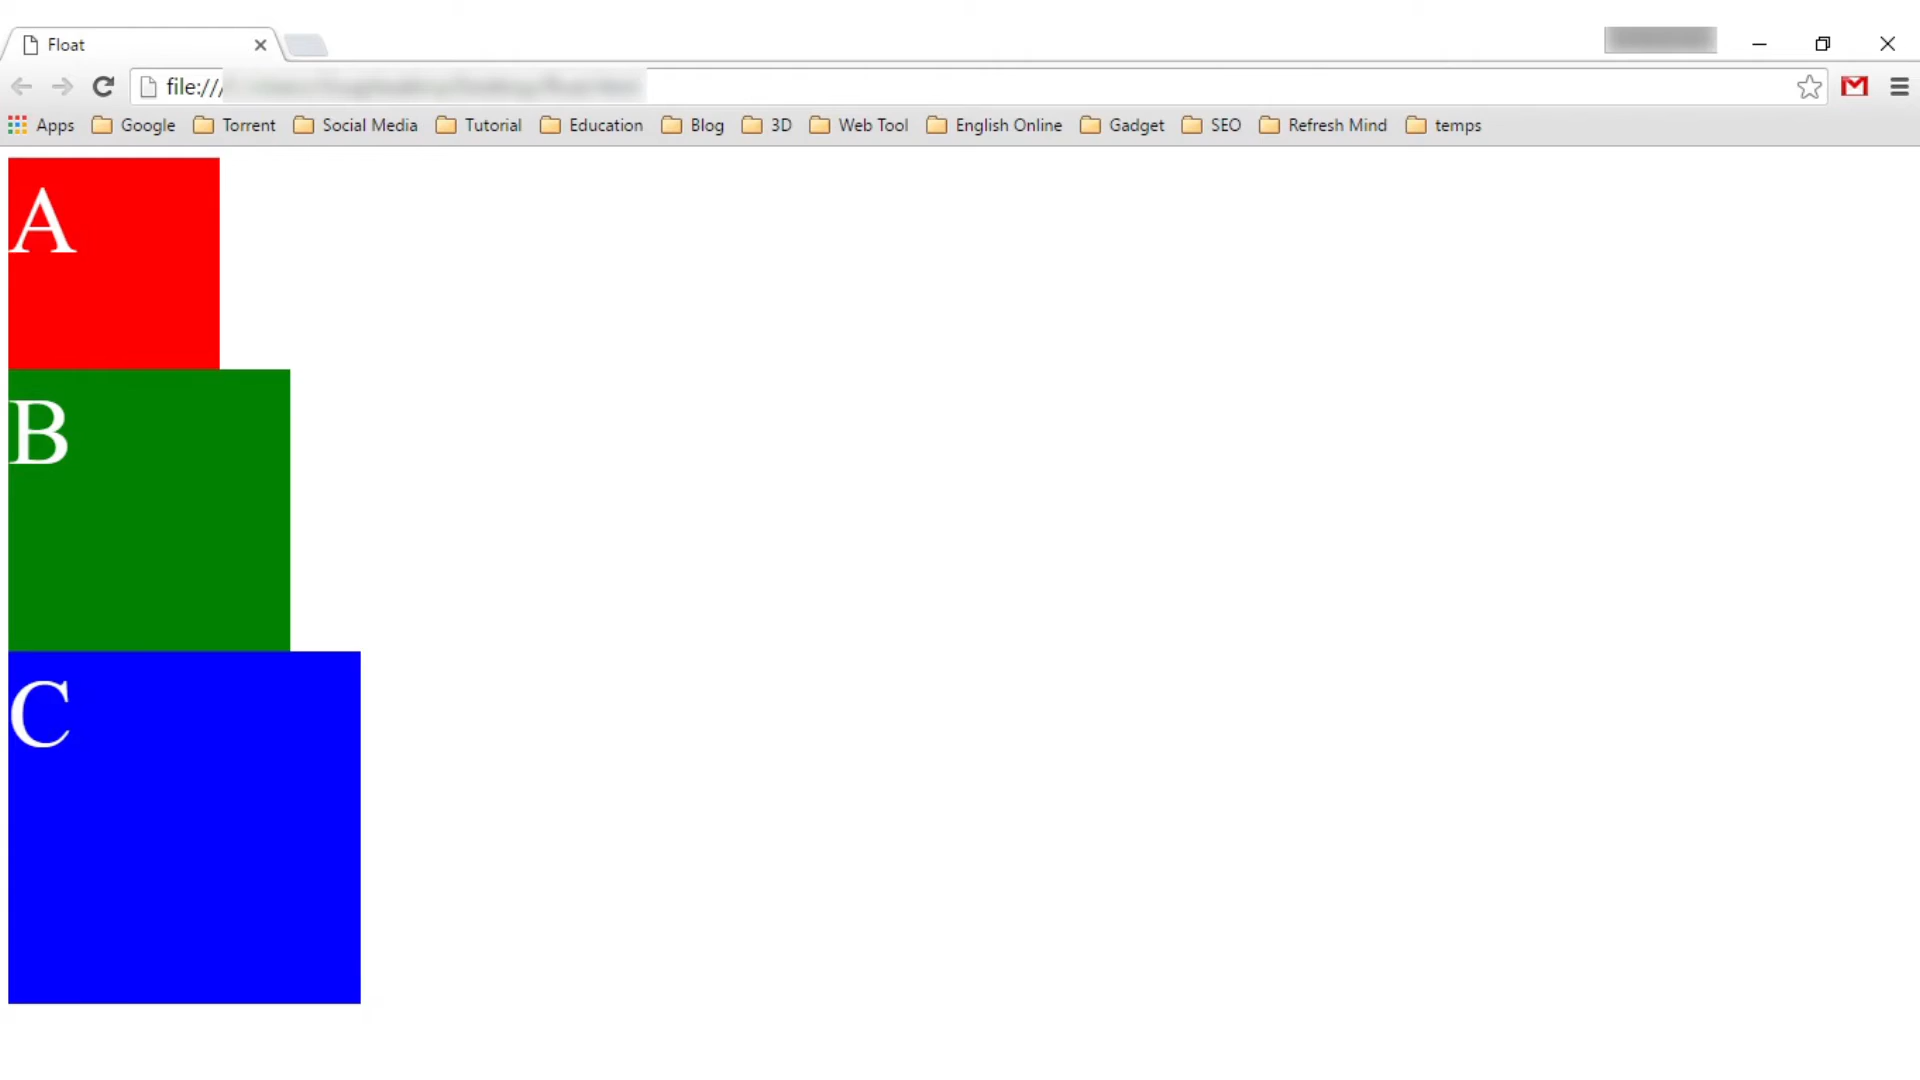 Float
file:///
Apps Google Torrent Social Media Tutorial Education Blog 3D Web Tool English Online Gadget SEO Refresh Mind temps
A
B
C